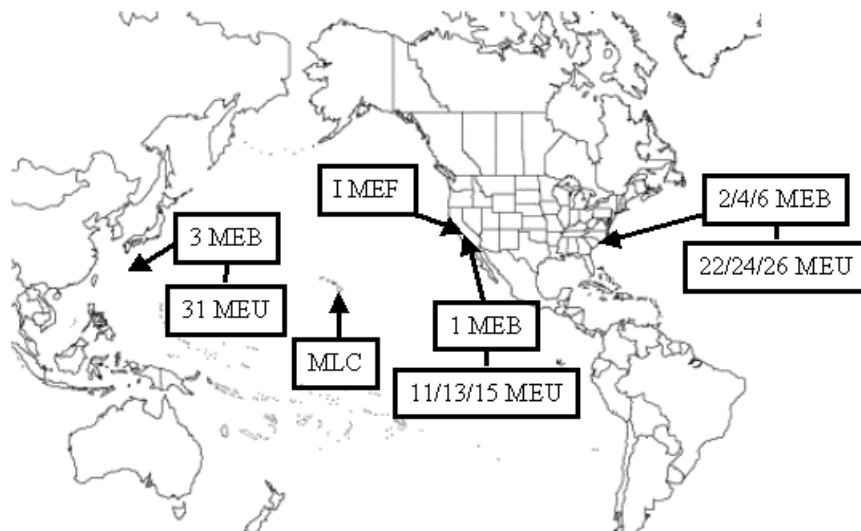 I MEF
2/4/6 MEB
3 MEB
22/24/26 MEU
31 MEU
1 MEB
MLC
11/13/15 MEU